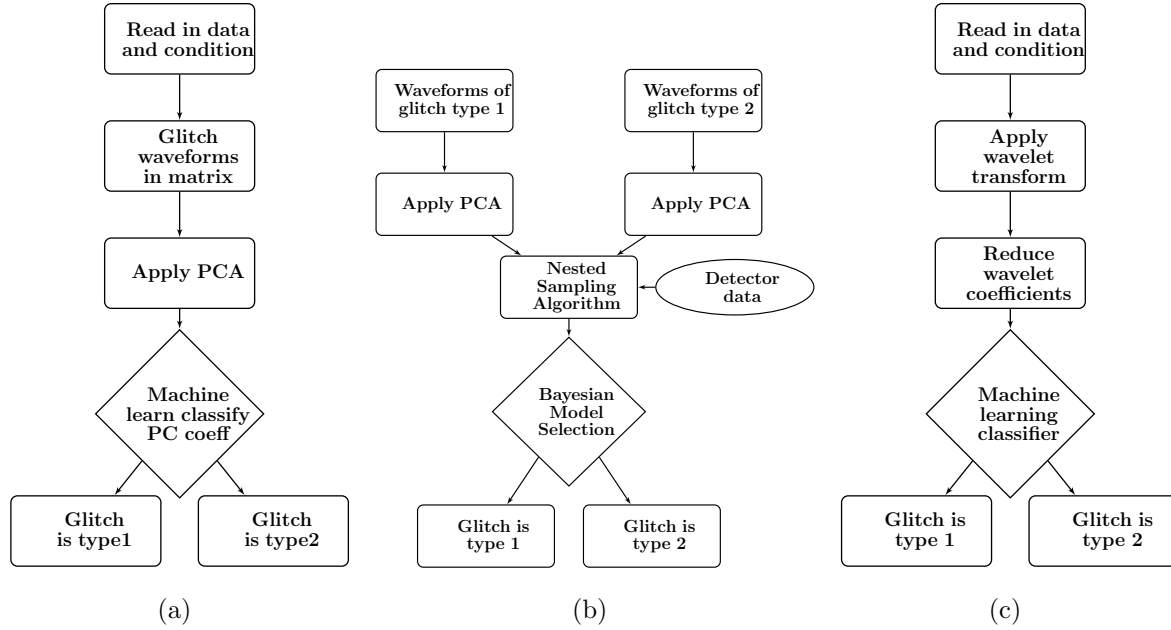 Read in data
and condition
Glitch
waveforms
in matrix
Apply PCA
Machine
learn classify
PC coeff
Glitch
is type1
Glitch
is type2
(a)
Waveforms of
glitch type 1
Waveforms of
glitch type 2
Apply PCA
Apply PCA
Nested
Sampling
Algorithm
Detector
data
Bayesian
Model
Selection
Glitch is
type 1
Glitch is
type 2
(b)
Read in data
and condition
Apply
wavelet
transform
Reduce
wavelet
coefficients
Machine
learning
classifier
Glitch is
type 1
Glitch is
type 2
(c)